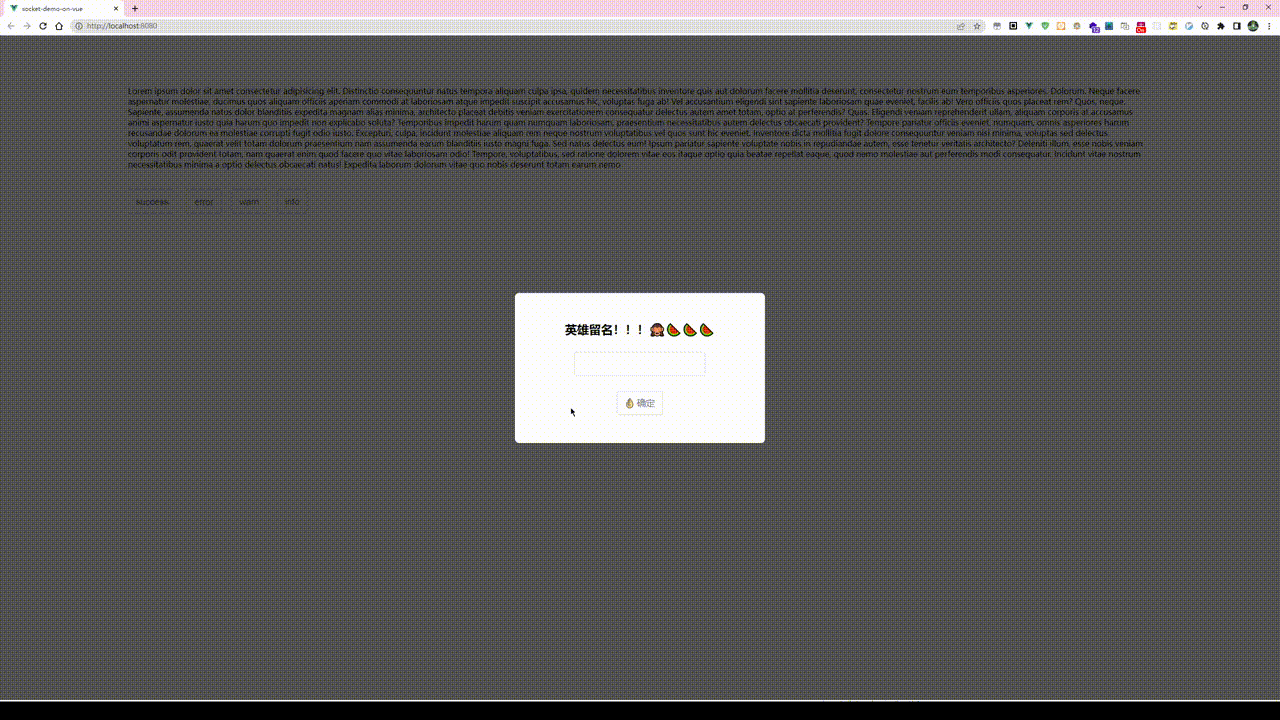 socket-demo-on-vue
http://localhost:8080
Lorem ipsum dolor sit amet consectetur adipisicing elit. Distinctio consequuntur natus tempora aliquam culpa ipsa, quidem necessitatibus inventore quis aut dolorum facere mollitia deserunt, consectetur nostrum eum temporibus asperiores. Dolorum. Neque facere
aspernatur molestiae, ducimus quos aliquam officiis aperiam commodi at laboriosam atque impedit suscipit accusamus hic, voluptas fuga ab! Vel accusantium eligendi sint sapiente laboriosam quae eveniet, facilis ab! Vero officiis quos placeat rem? Quos, neque.
Sapiente, assumenda natus dolor blanditiis expedita magnam alias minima, architecto placeat debitis veniam exercitationem consequatur delectus autem amet totam, optio at perferendis? Quas. Eligendi veniam reprehenderit ullam, aliquam corporis at accusamus
animi aspernatur iusto quia harum quo impedit non explicabo soluta? Temporibus impedit harum quam numquam laboriosam, praesentium necessitatibus autem delectus obcaecati provident? Tempore pariatur officiis eveniet, numquam, omnis asperiores harum
recusandae dolorum ea molestiae corrupti fugit odio iusto. Excepturi, culpa, incidunt molestiae aliquam rem neque nostrum voluptatibus vel quos sunt hic eveniet. Inventore dicta mollitia fugit dolore consequuntur veniam nisi minima, voluptas sed delectus
voluptatum rem, quaerat velit totam dolorum praesentium nam assumenda earum blanditiis iusto magni fuga. Sed natus delectus eum! Ipsum pariatur sapiente voluptate nobis in repudiandae autem, esse tenetur veritatis architecto? Deleniti illum, esse nobis veniam
corporis odit provident totam, nam quaerat enim quod facere quo vitae laboriosam odio! Tempore, voluptatibus, sed ratione dolorem vitae eos itaque optio quia beatae repellat eaque, quod nemo molestiae aut perferendis modi consequatur. Incidunt vitae nostrum
necessitatibus minima a optio delectus obcaecati natus! Expedita laborum dolorum vitae quo nobis deserunt totam earum nemo
success error warn info
英雄留名！！！🙉🍉🍉🍉
确定